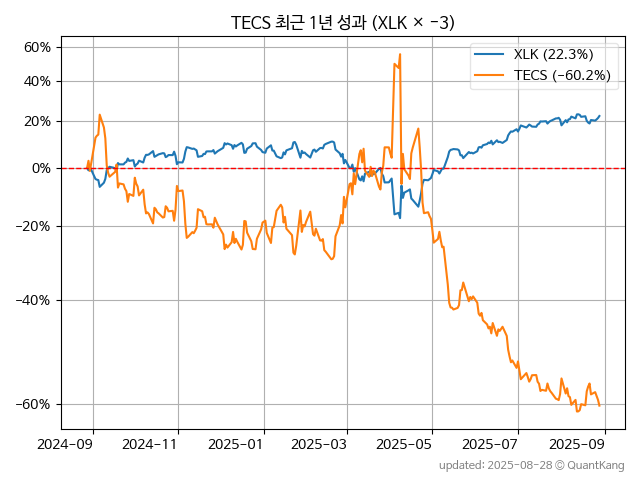 TECS 최근 1년 성과 (XLK × −3)
XLK (22.3%)
TECS (−60.2%)
60%
40%
20%
0%
−20%
−40%
−60%
2024−09 2024−11 2025−01 2025−03 2025−05 2025−07 2025−09
updated: 2025-08-28 © QuantKang